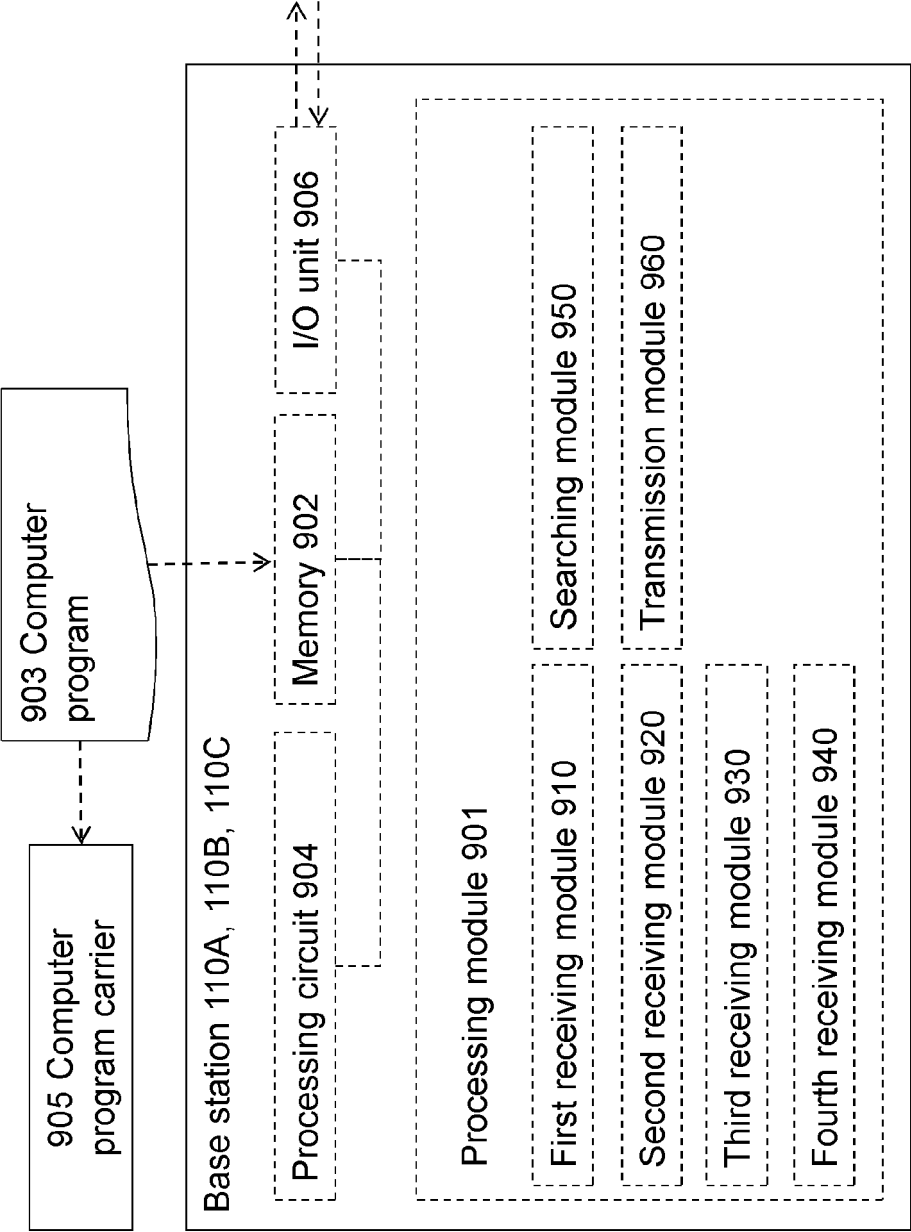 905 Computer
program carrier
903 Computer
program
Base station 110A, 110B, 110C
Processing circuit 904
Memory 902
I/O unit 906
Processing module 901
First receiving module 910
Searching module 950
Second receiving module 920
Transmission module 960
Third receiving module 930
Fourth receiving module 940